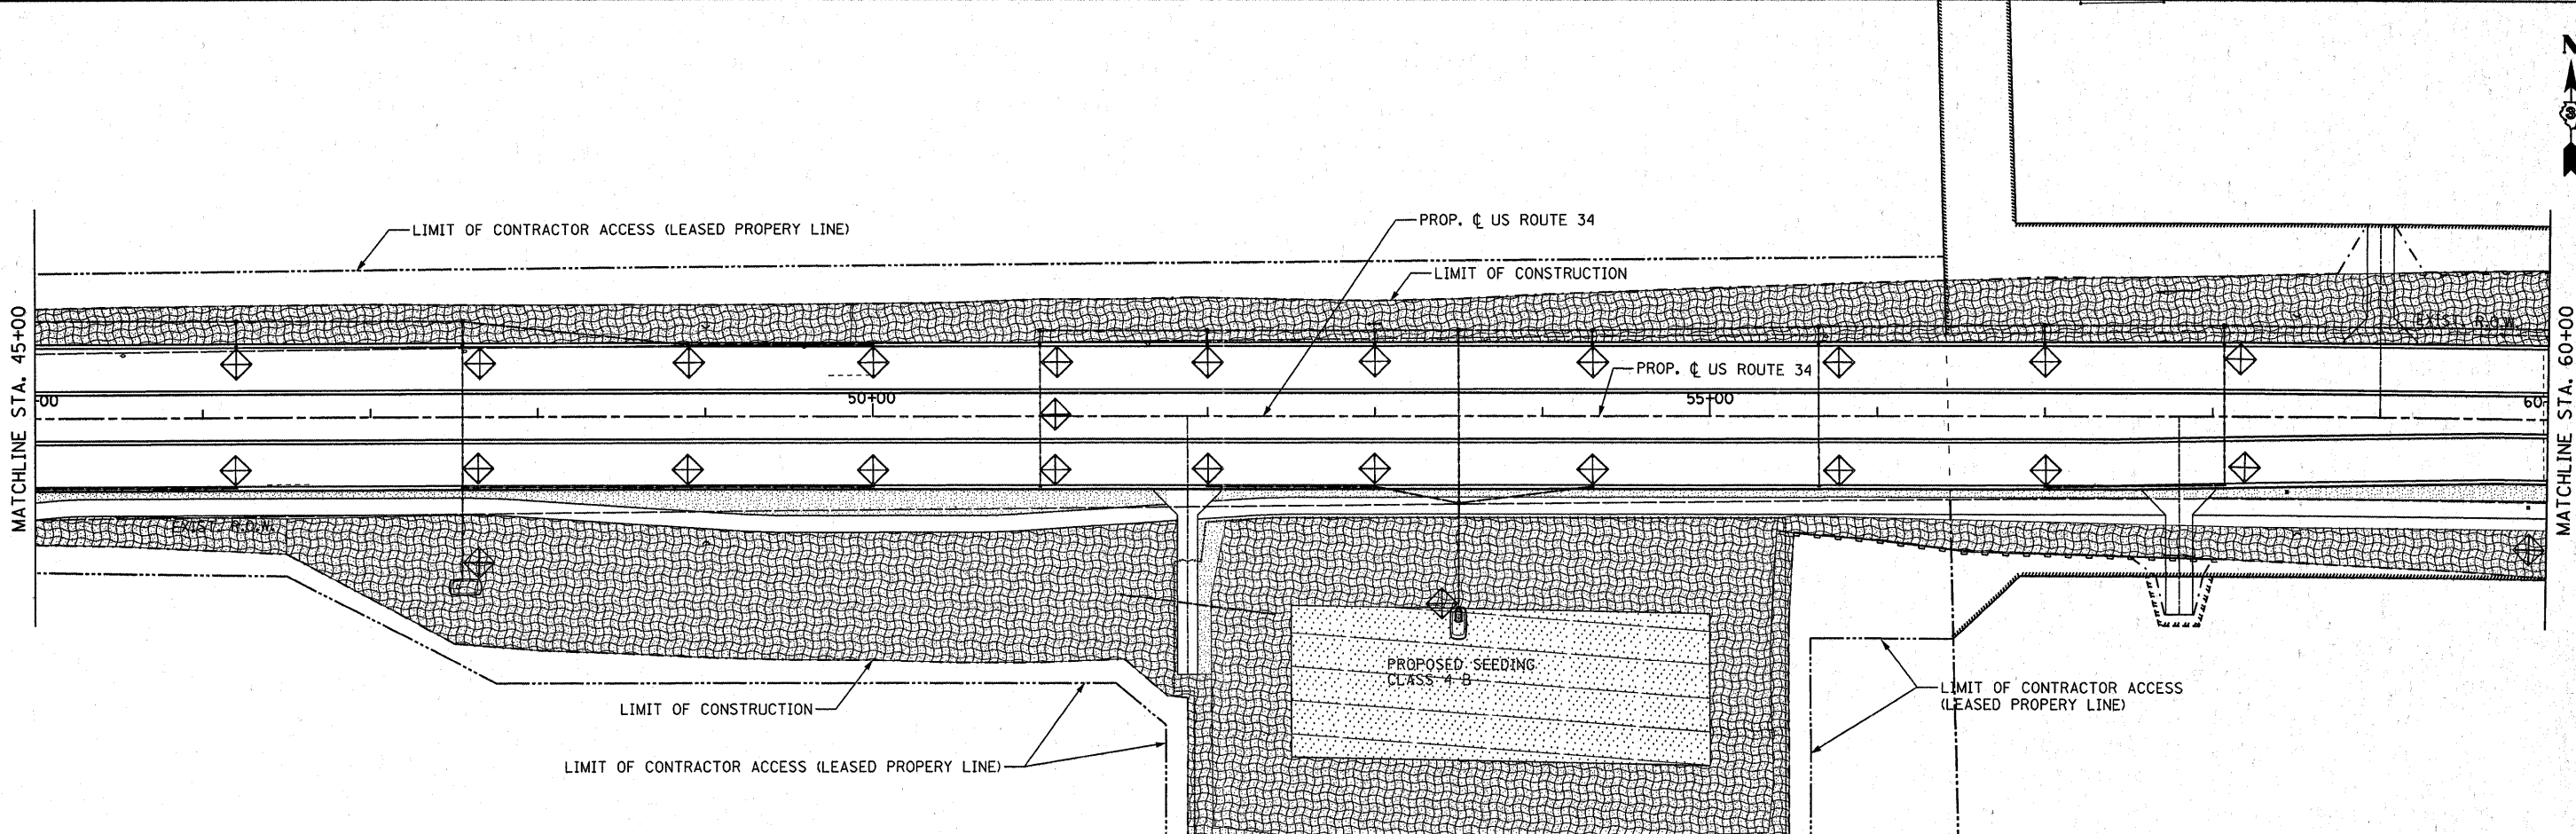 N
LIMIT OF CONTRACTOR ACCESS (LEASED PROPERY LINE)
PROP. ℄ US ROUTE 34
LIMIT OF CONSTRUCTION
MATCHLINE STA. 45+00
MATCHLINE STA. 60+00
EXIST. R.O.W.
PROP. ℄ US ROUTE 34
00
50+00
55+00
60
EXIST. R.O.W.
PROPOSED SEEDING
CLASS 4 B
LIMIT OF CONSTRUCTION
LIMIT OF CONTRACTOR ACCESS
(LEASED PROPERY LINE)
LIMIT OF CONTRACTOR ACCESS (LEASED PROPERY LINE)